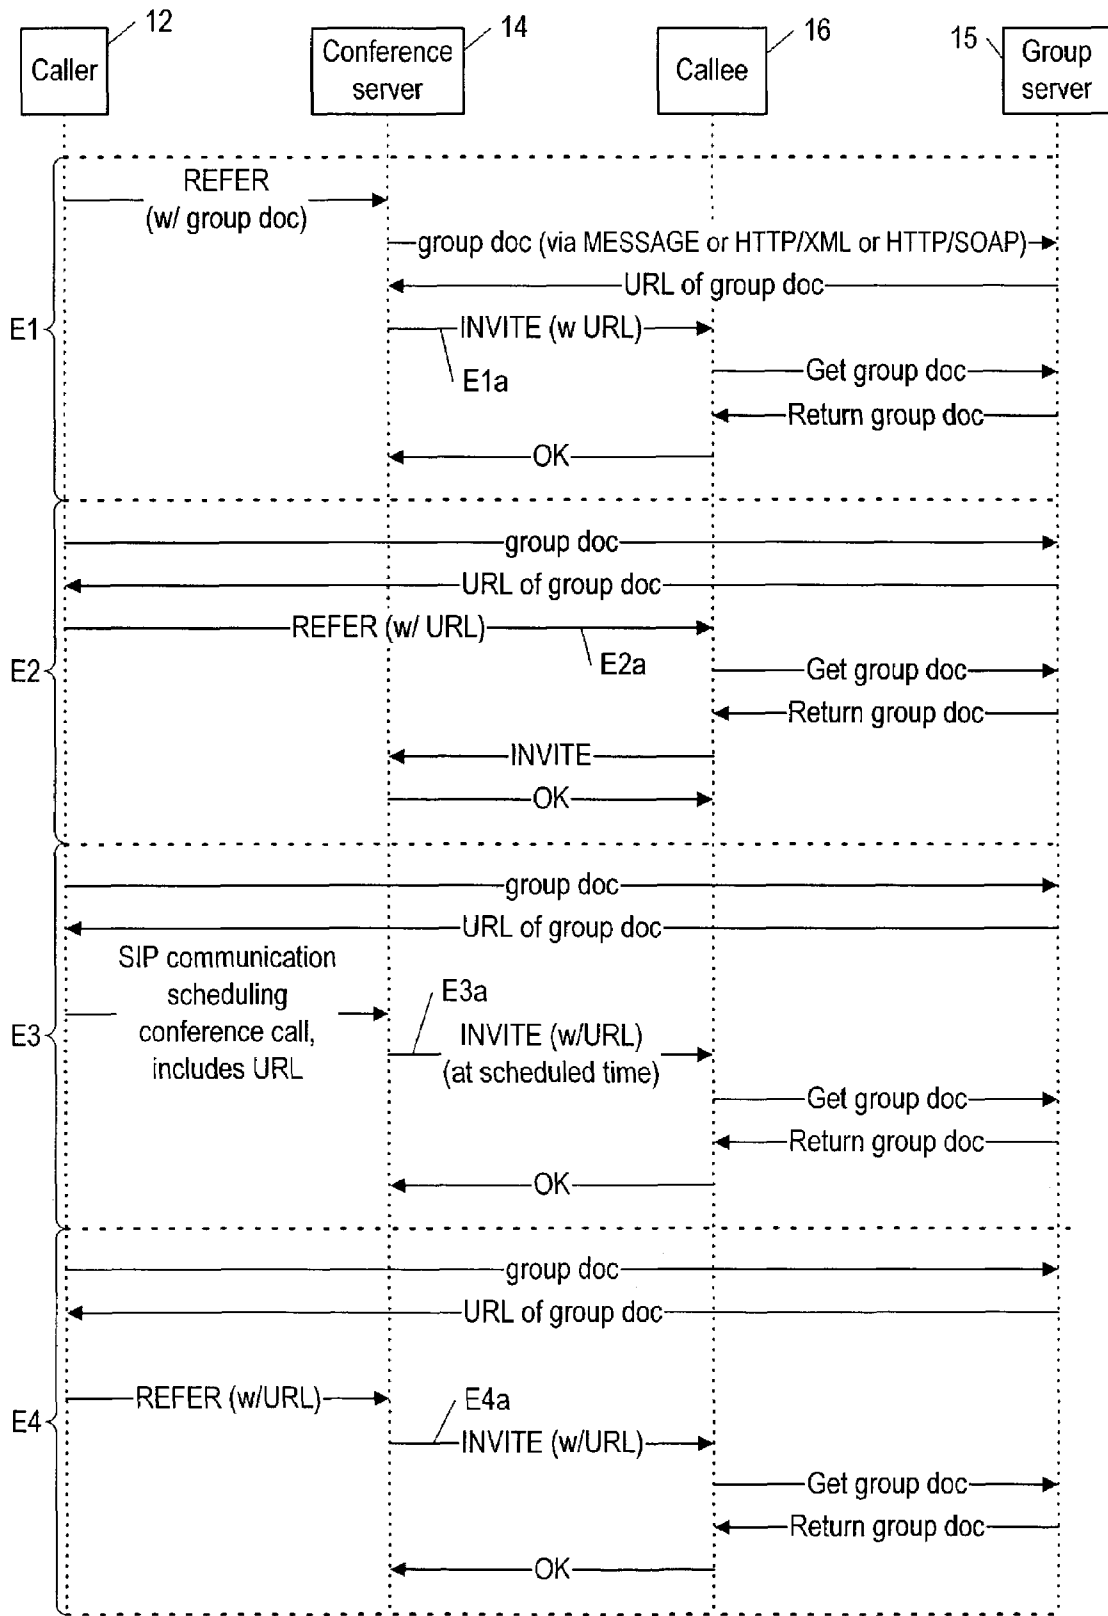 12
14
16
15
Caller
Conference
server
Callee
Group
server
REFER
(w/ group doc)
group doc (via MESSAGE or HTTP/XML or HTTP/SOAP)
URL of group doc
E1
INVITE (w URL)
E1a
Get group doc
Return group doc
OK
group doc
URL of group doc
REFER (w/ URL)
E2a
E2
Get group doc
Return group doc
INVITE
OK
group doc
URL of group doc
SIP communication
scheduling
conference call,
includes URL
E3a
E3
INVITE (w/URL)
(at scheduled time)
Get group doc
Return group doc
OK
group doc
URL of group doc
REFER (w/URL)
E4a
E4
INVITE (w/URL)
Get group doc
Return group doc
OK